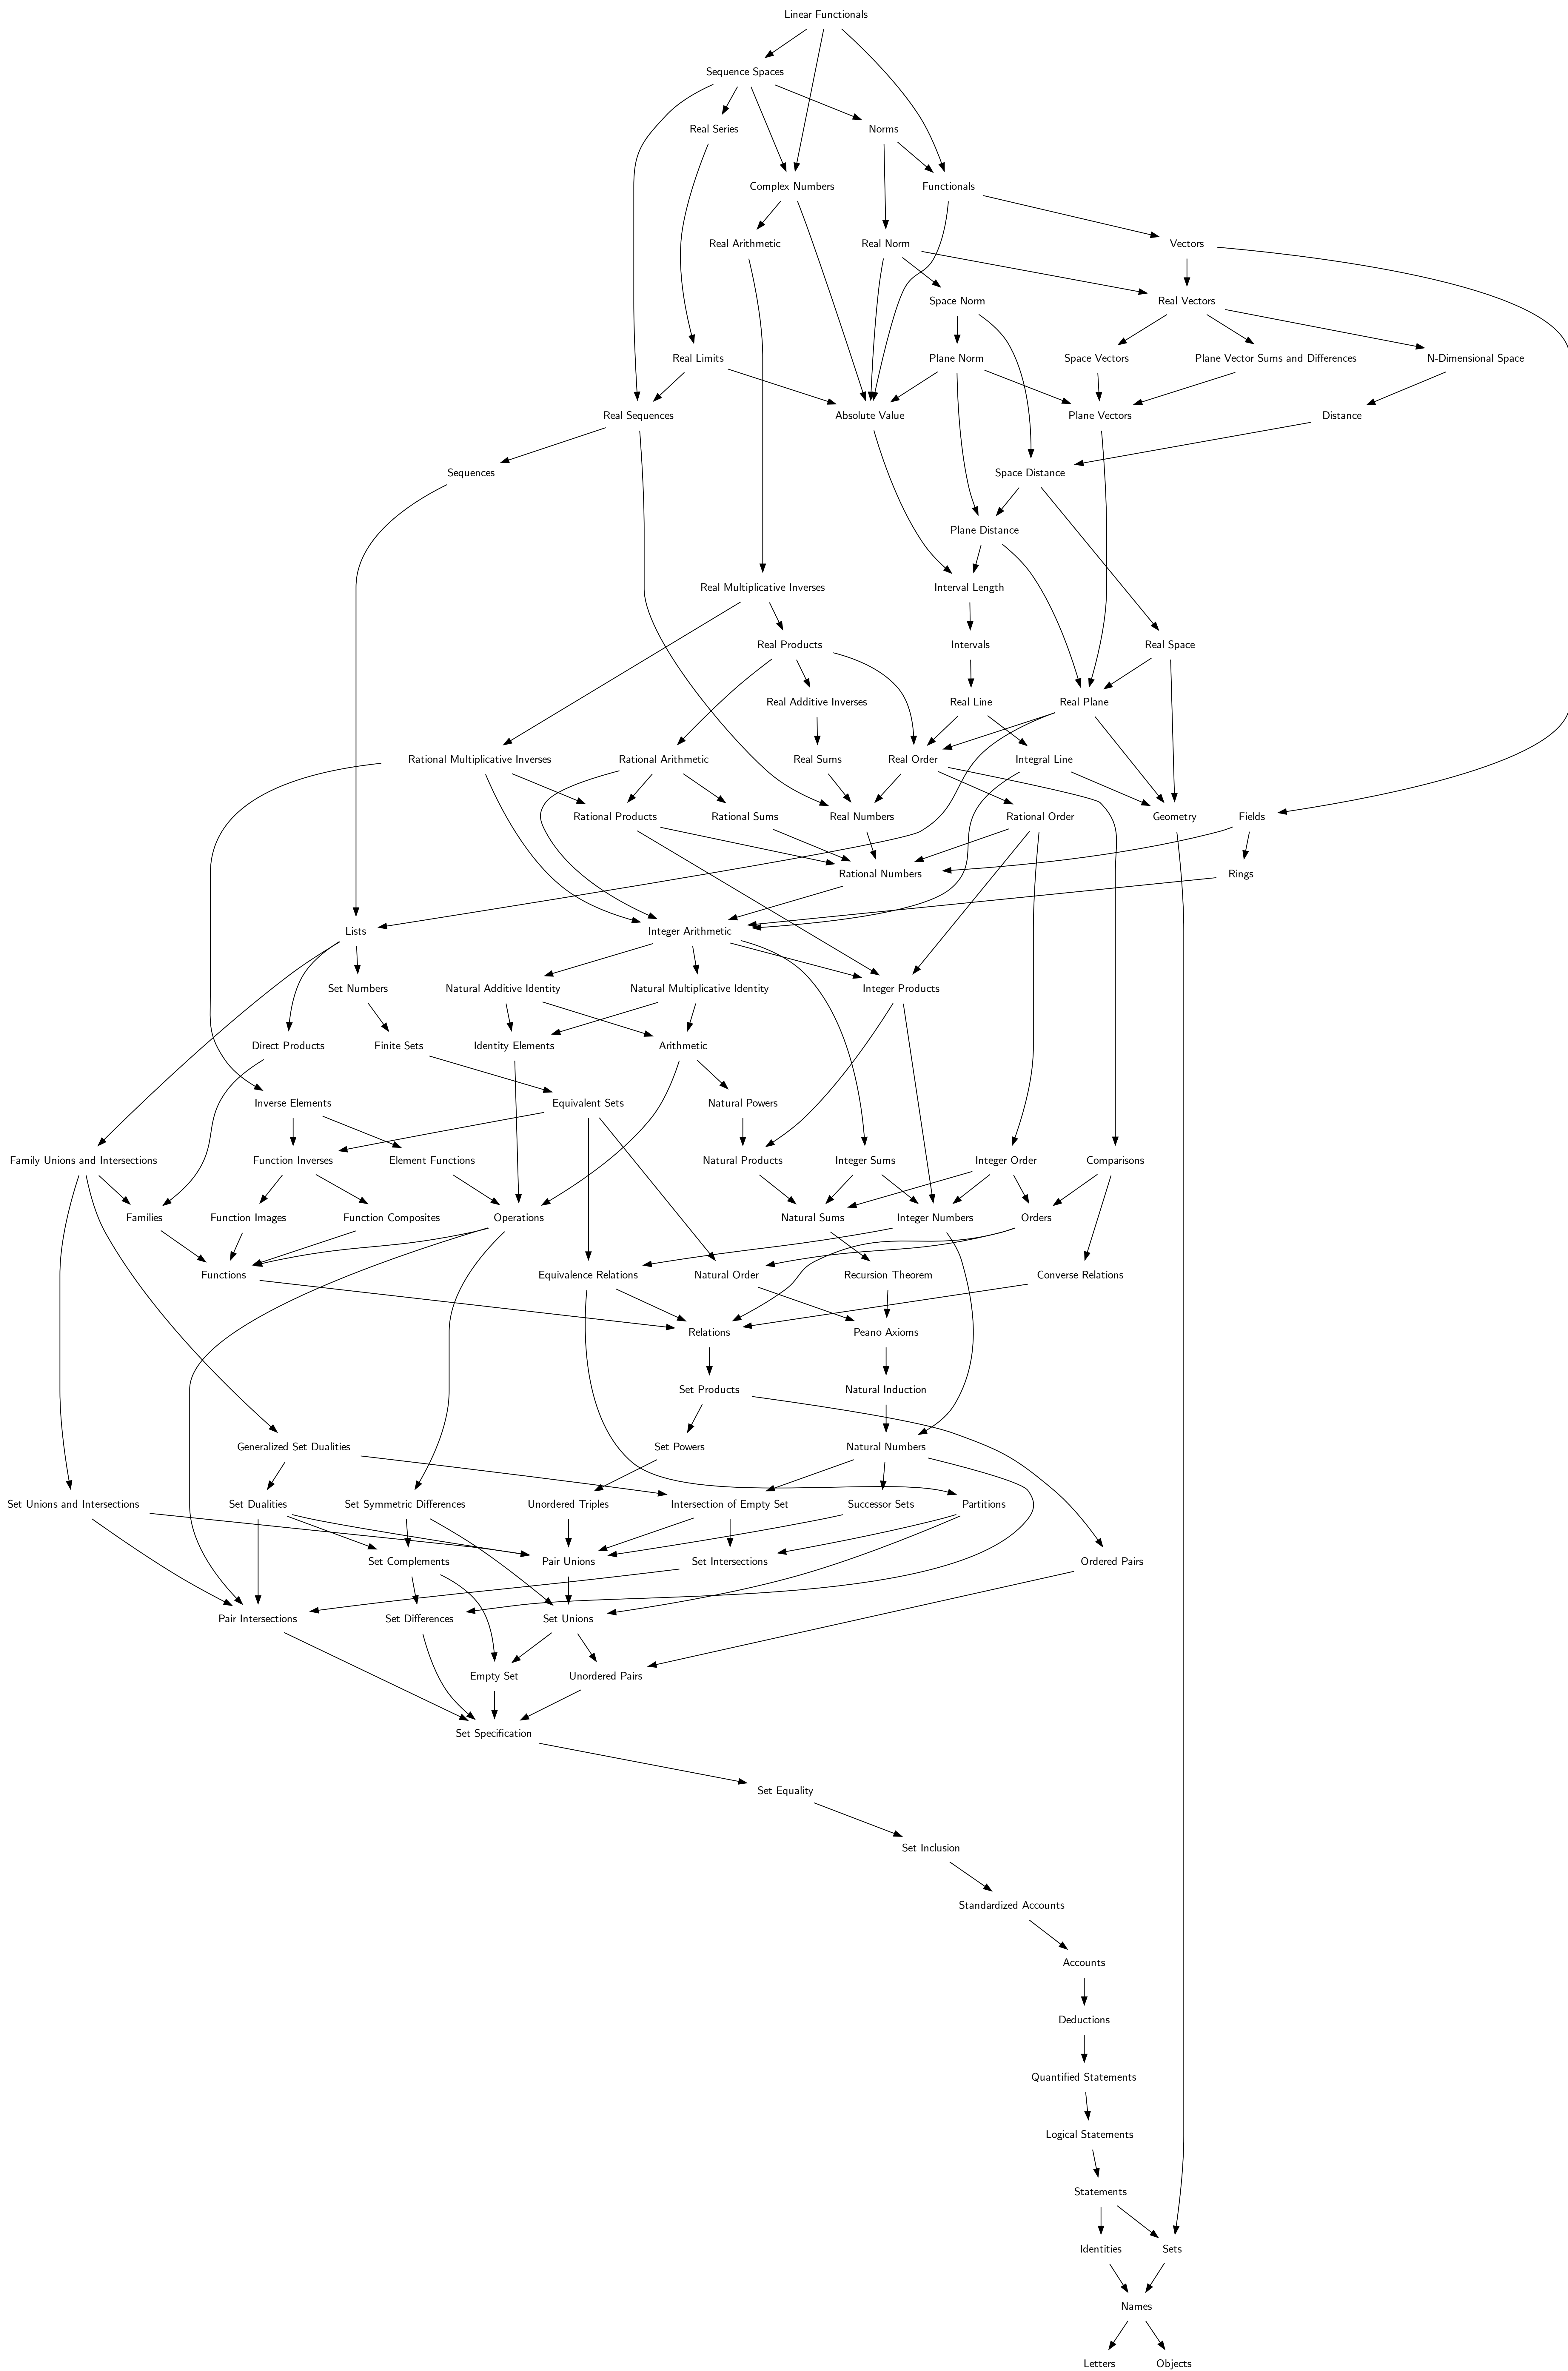 Linear Functionals
Sequence Spaces
Real Series
Norms
Complex Numbers
Functionals
Real Arithmetic
Real Norm
Vectors
Space Norm
Real Vectors
Real Limits
Plane Norm
Space Vectors
Plane Vector Sums and Differences
N-Dimensional Space
Real Sequences
Absolute Value
Plane Vectors
Distance
Sequences
Space Distance
Plane Distance
Real Multiplicative Inverses
Interval Length
Real Products
Intervals
Real Space
Real Additive Inverses
Real Line
Real Plane
Rational Multiplicative Inverses
Rational Arithmetic
Real Sums
Real Order
Integral Line
Rational Products
Rational Sums
Real Numbers
Rational Order
Geometry
Fields
Rational Numbers
Rings
Lists
Integer Arithmetic
Set Numbers
Natural Additive Identity
Natural Multiplicative Identity
Integer Products
Direct Products
Finite Sets
Identity Elements
Arithmetic
Inverse Elements
Equivalent Sets
Natural Powers
Family Unions and Intersections
Function Inverses
Element Functions
Natural Products
Integer Sums
Integer Order
Comparisons
Families
Function Images
Function Composites
Operations
Natural Sums
Integer Numbers
Orders
Functions
Equivalence Relations
Natural Order
Recursion Theorem
Converse Relations
Relations
Peano Axioms
Set Products
Natural Induction
Generalized Set Dualities
Set Powers
Natural Numbers
Set Unions and Intersections
Set Dualities
Set Symmetric Differences
Unordered Triples
Intersection of Empty Set
Successor Sets
Partitions
Set Complements
Pair Unions
Set Intersections
Ordered Pairs
Pair Intersections
Set Differences
Set Unions
Empty Set
Unordered Pairs
Set Specification
Set Equality
Set Inclusion
Standardized Accounts
Accounts
Deductions
Quantified Statements
Logical Statements
Statements
Identities
Sets
Names
Letters
Objects